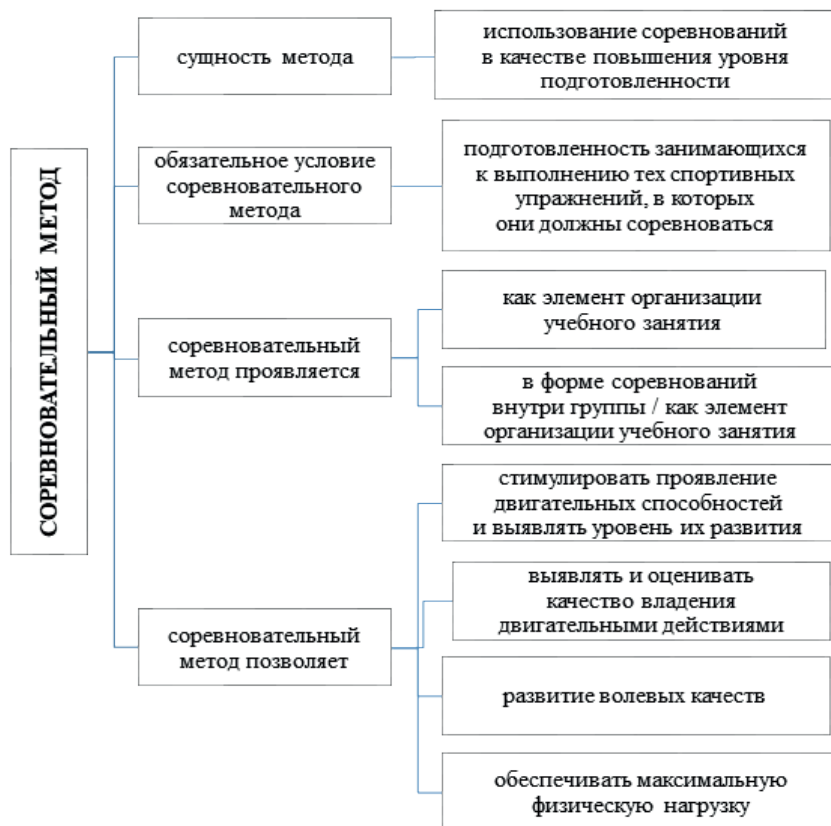 СОРЕВНОВАТЕЛЬНЫЙ МЕТОД
сущность метода
использование соревнований
в качестве повышения уровня
подготовленности
обязательное условие
соревновательного
метода
подготовленность занимающихся
к выполнению тех спортивных
упражнений, в которых
они должны соревноваться
соревновательный
метод проявляется
как элемент организации
учебного занятия
в форме соревнований
внутри группы / как элемент
организации учебного занятия
соревновательный
метод позволяет
стимулировать проявление
двигательных способностей
и выявлять уровень их развития
выявлять и оценивать
качество владения
двигательными действиями
развитие волевых качеств
обеспечивать максимальную
физическую нагрузку